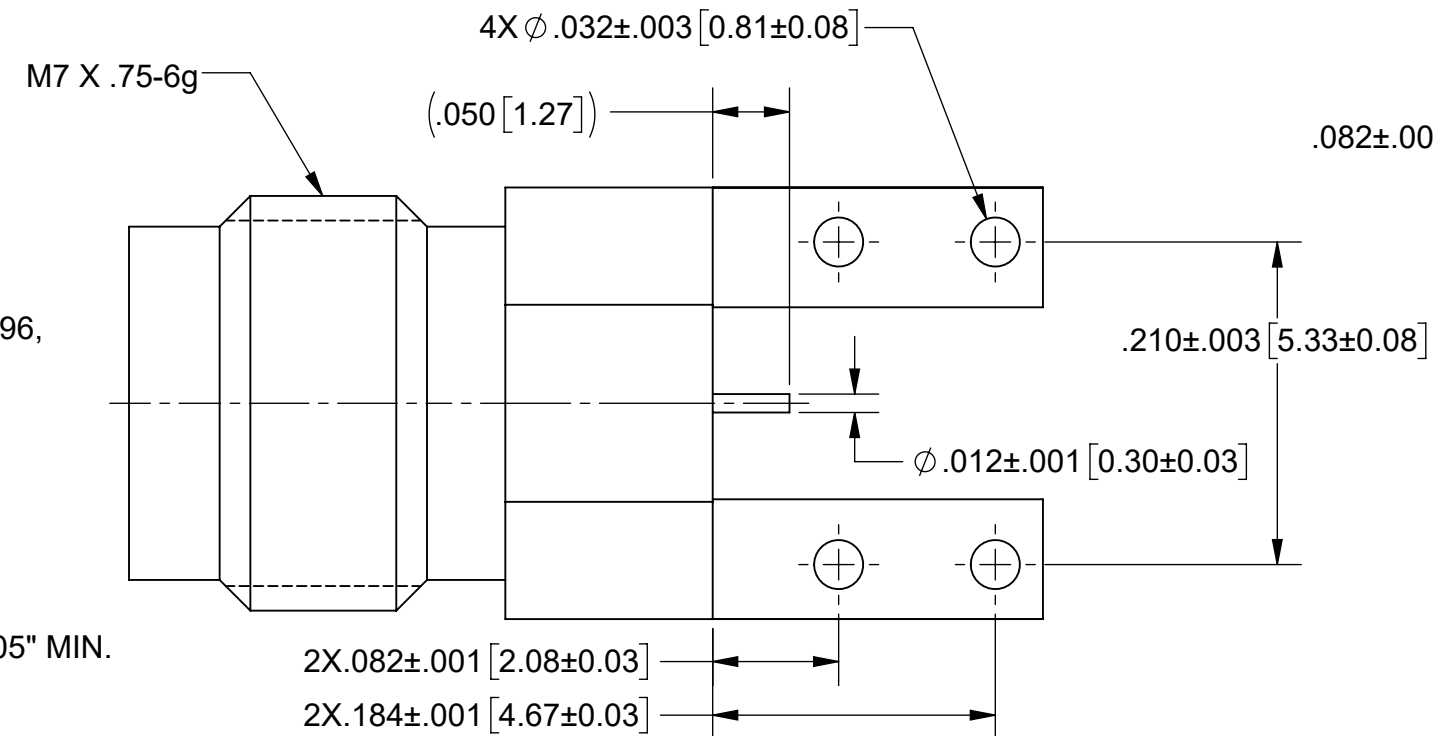 4X ⌀ .032±.003 [0.81±0.08]
M7 X .75-6g
(.050 [1.27])
.082±.00
96,
.210±.003 [5.33±0.08]
⌀ .012±.001 [0.30±0.03]
05" MIN.
2X.082±.001 [2.08±0.03]
2X.184±.001 [4.67±0.03]